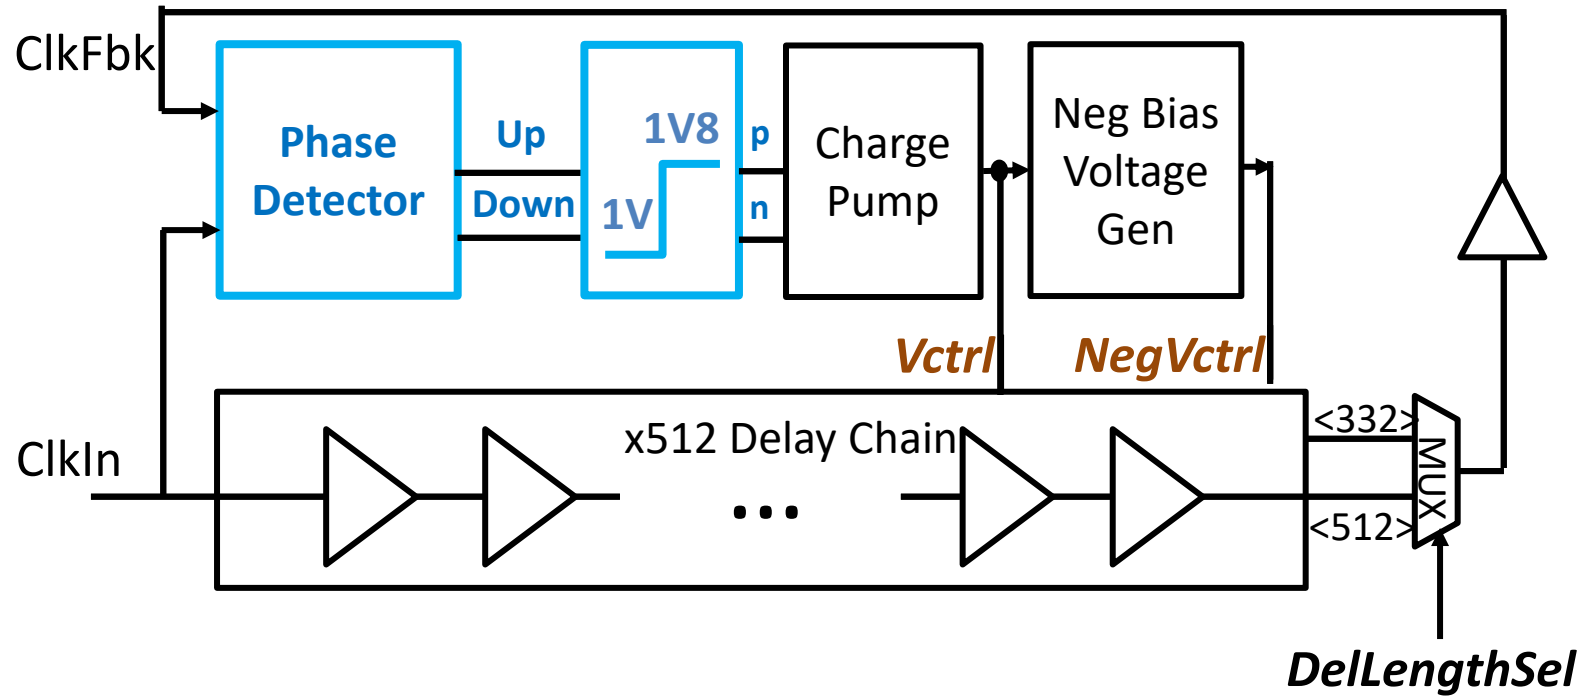 ClkFbk
Phase
Detector
Up
Down
1V8
1V
p
n
Charge
Pump
Neg Bias
Voltage
Gen
Vctrl
NegVctrl
ClkIn
x512 Delay Chain
...
<332>
<512>
MUX
DelLengthSel